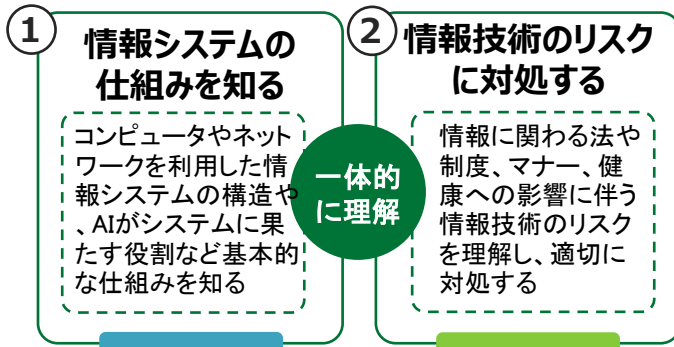 ①
情報システムの
仕組みを知る
コンピュータやネット
ワークを利用した情
報システムの構造や
、AIがシステムに果
たす役割など基本的
な仕組みを知る
一体的
に理解
②
情報技術のリスク
に対処する
情報に関わる法や
制度、マナー、健
康への影響に伴う
情報技術のリスク
を理解し、適切に
対処する